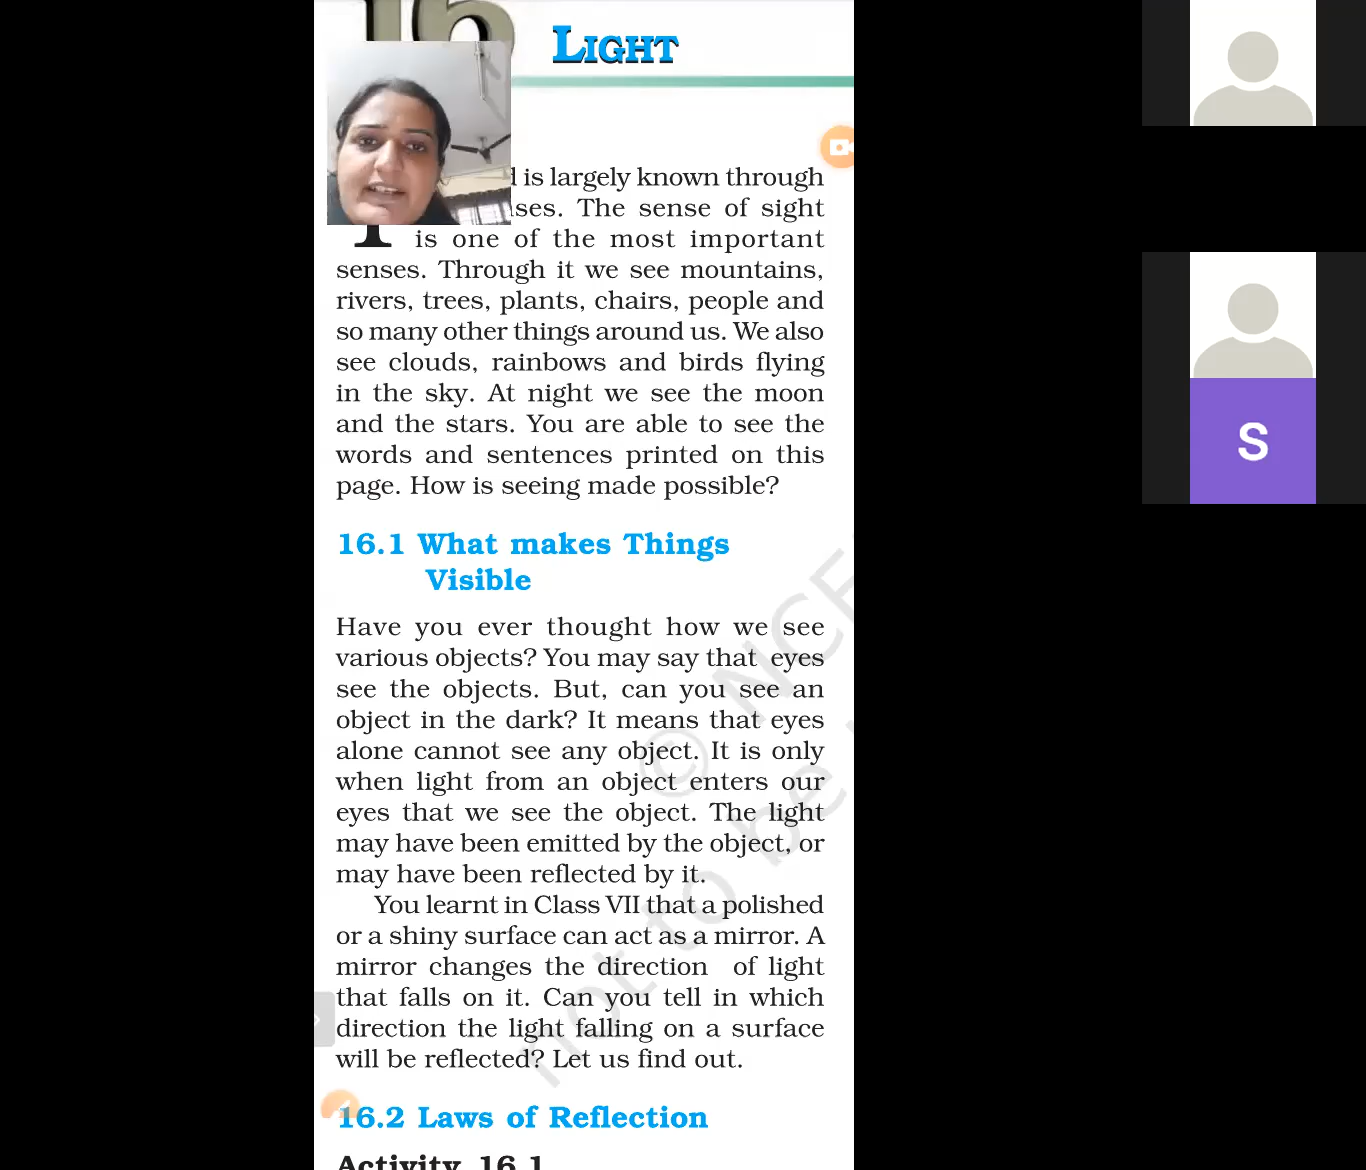 LIGHT
is largely known through
The sense of sight
is one of the most important
senses. Through it we see mountains,
rivers, trees, plants, chairs, people and
so many other things around us. We also
see clouds, rainbows and birds flying
in the sky. At night we see the moon
and the stars. You are able to see the
words and sentences printed on this
page. How is seeing made possible?
16.1 What makes Things
Visible
Have you ever thought how we see
various objects? You may say that eyes
see the objects. But, can you see an
object in the dark? It means that eyes
alone cannot see any object. It is only
when light from an object enters our
eyes that we see the object. The light
may have been emitted by the object, or
may have been reflected by it.
You learnt in Class VII that a polished
or a shiny surface can act as a mirror. A
mirror changes the direction of light
that falls on it. Can you tell in which
direction the light falling on a surface
will be reflected? Let us find out.
16.2 Laws of Reflection
Activity 16.1
S
© NCE
not to be